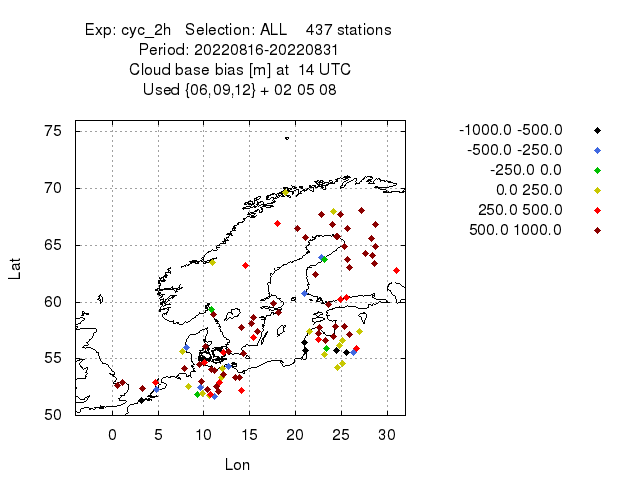 Exp: cyc_2h   Selection: ALL    437 stations
Period: 20220816-20220831
Cloud base bias [m] at  14 UTC
Used {06,09,12} + 02 05 08
75
70
65
60
55
50
Lat
0 5 10 15 20 25 30
Lon
-1000.0 -500.0
-500.0 -250.0
-250.0 0.0
0.0 250.0
250.0 500.0
500.0 1000.0